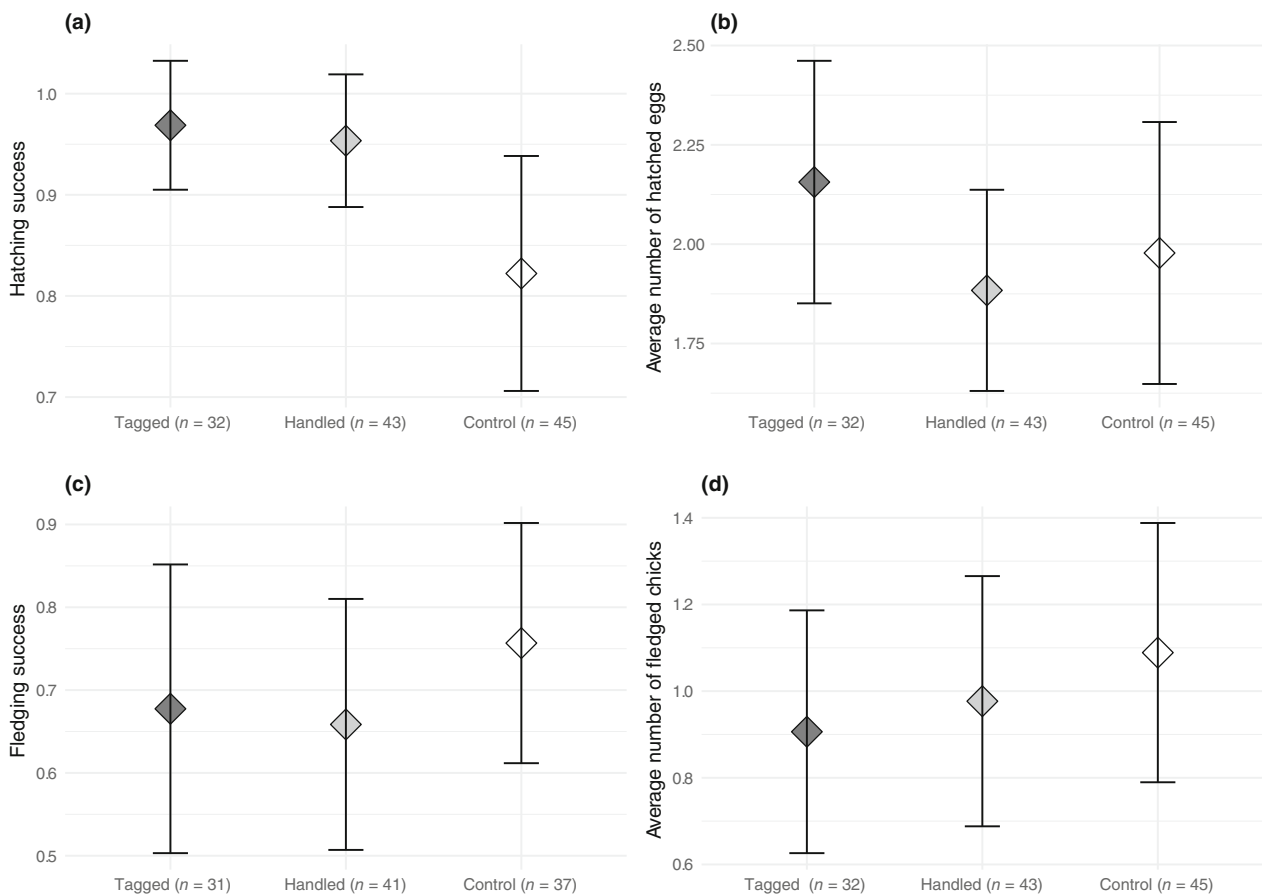 (a)
Hatching success
1.0
0.9
0.8
0.7
Tagged (n = 32)
Handled (n = 43)
Control (n = 45)
(b)
Average number of hatched eggs
2.50
2.25
2.00
1.75
Tagged (n = 32)
Handled (n = 43)
Control (n = 45)
(c)
Fledging success
0.9
0.8
0.7
0.6
0.5
Tagged (n = 31)
Handled (n = 41)
Control (n = 37)
(d)
Average number of fledged chicks
1.4
1.2
1.0
0.8
0.6
Tagged (n = 32)
Handled (n = 43)
Control (n = 45)